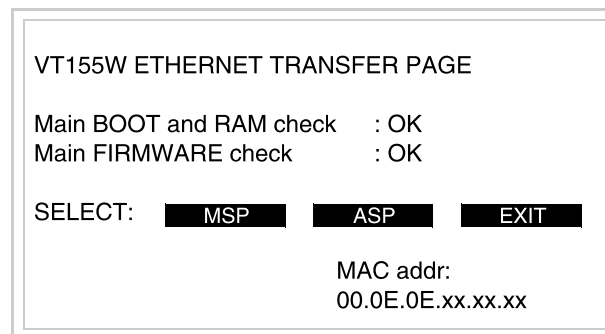 VT155W ETHERNET TRANSFER PAGE
Main BOOT and RAM check : OK
Main FIRMWARE check : OK
SELECT: MSP ASP EXIT
MAC addr:
00.0E.0E.xx.xx.xx